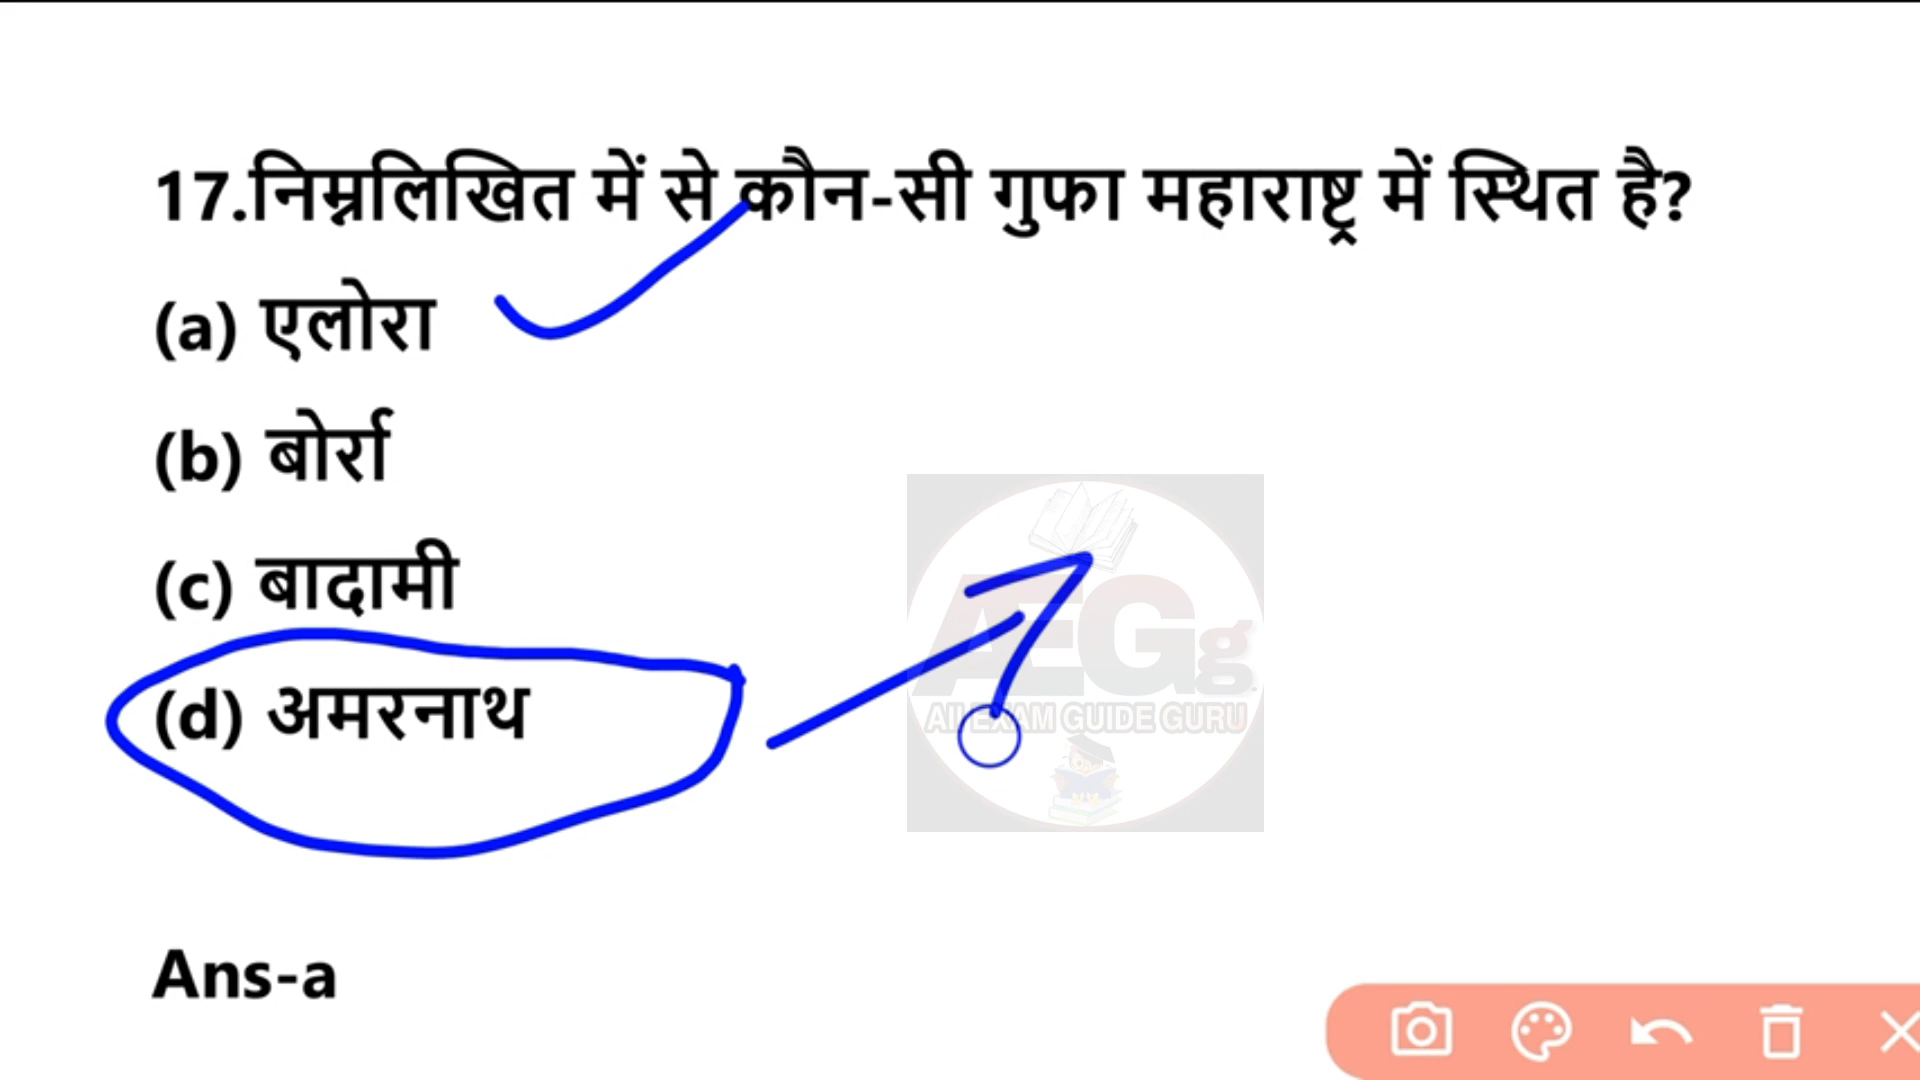 17.निम्नलिखित में से कौन-सी गुफा महाराष्ट्र में स्थित है?
(a) एलोरा
(b) बोर्रा
(c) बादामी
(d) अमरनाथ
AEGg
All EXAM GUIDE GURU
Ans-a